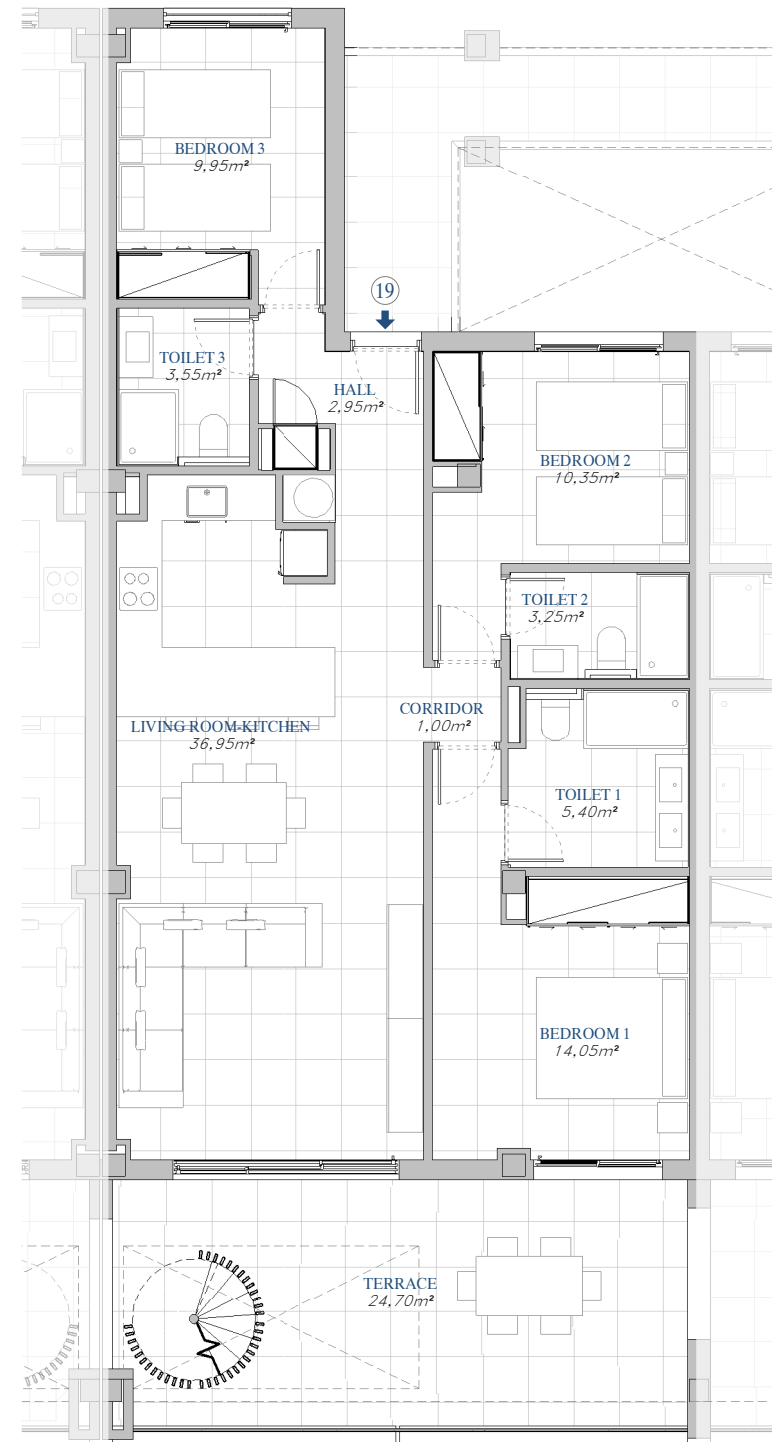 BEDROOM 3
9,95m²
19
TOILET 3
3,55m²
HALL
2,95m²
BEDROOM 2
10,35m²
TOILET 2
3,25m²
CORRIDOR
1,00m²
LIVING ROOM-KITCHEN
36,95m²
TOILET 1
5,40m²
BEDROOM 1
14,05m²
TERRACE
24,70m²